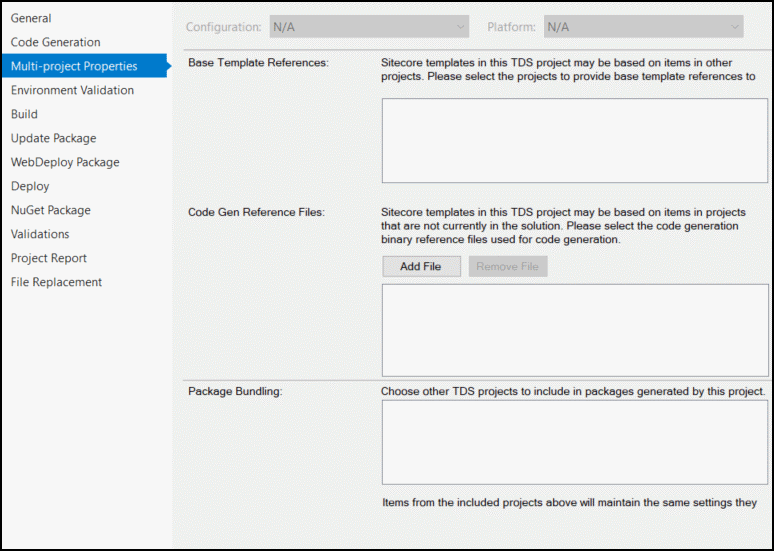 General
Code Generation
Multi-project Properties
Environment Validation
Build
Update Package
WebDeploy Package
Deploy
NuGet Package
Validations
Project Report
File Replacement
Configuration: N/A Platform: N/A
Base Template References: Sitecore templates in this TDS project may be based on items in other
projects. Please select the projects to provide base template references to
Code Gen Reference Files: Sitecore templates in this TDS project may be based on items in projects
that are not currently in the solution. Please select the code generation
binary reference files used for code generation.
Add File Remove File
Package Bundling: Choose other TDS projects to include in packages generated by this project.
Items from the included projects above will maintain the same settings they